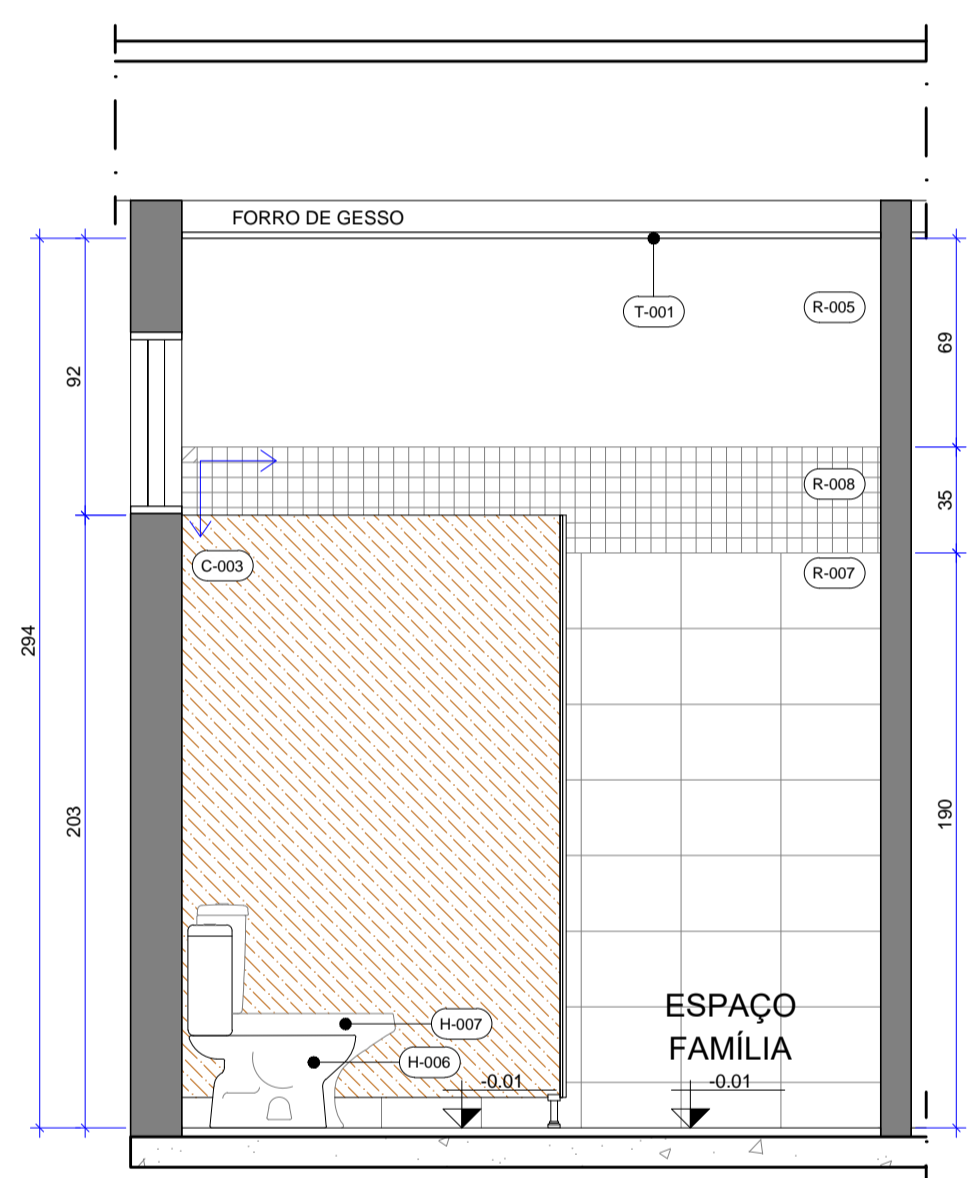 FORRO DE GESSO
T-001
R-005
69
92
R-008
35
C-003
R-007
294
203
190
ESPAÇO
FAMÍLIA
H-007
H-006
-0.01
-0.01